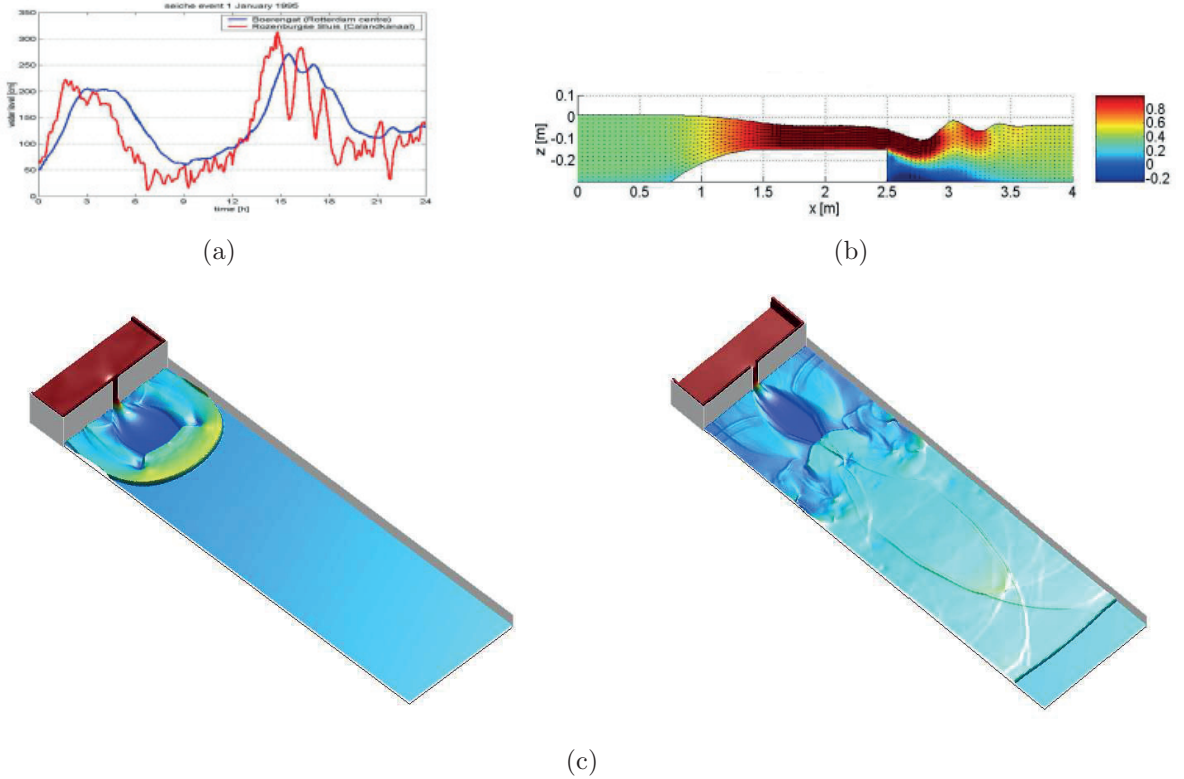 seiche event 1 January 1995
Boerengat (Rotterdam centre)
Rozenburgse Sluis (Calandkanaal)
350
300
250
200
150
100
50
0
water level [cm]
0 3 6 9 12 15 18 21 24
time [h]
(a)
0.1
0
-0.1
-0.2
z [m]
0 0.5 1 1.5 2 2.5 3 3.5 4
x [m]
0.8
0.6
0.4
0.2
0
-0.2
(b)
(c)